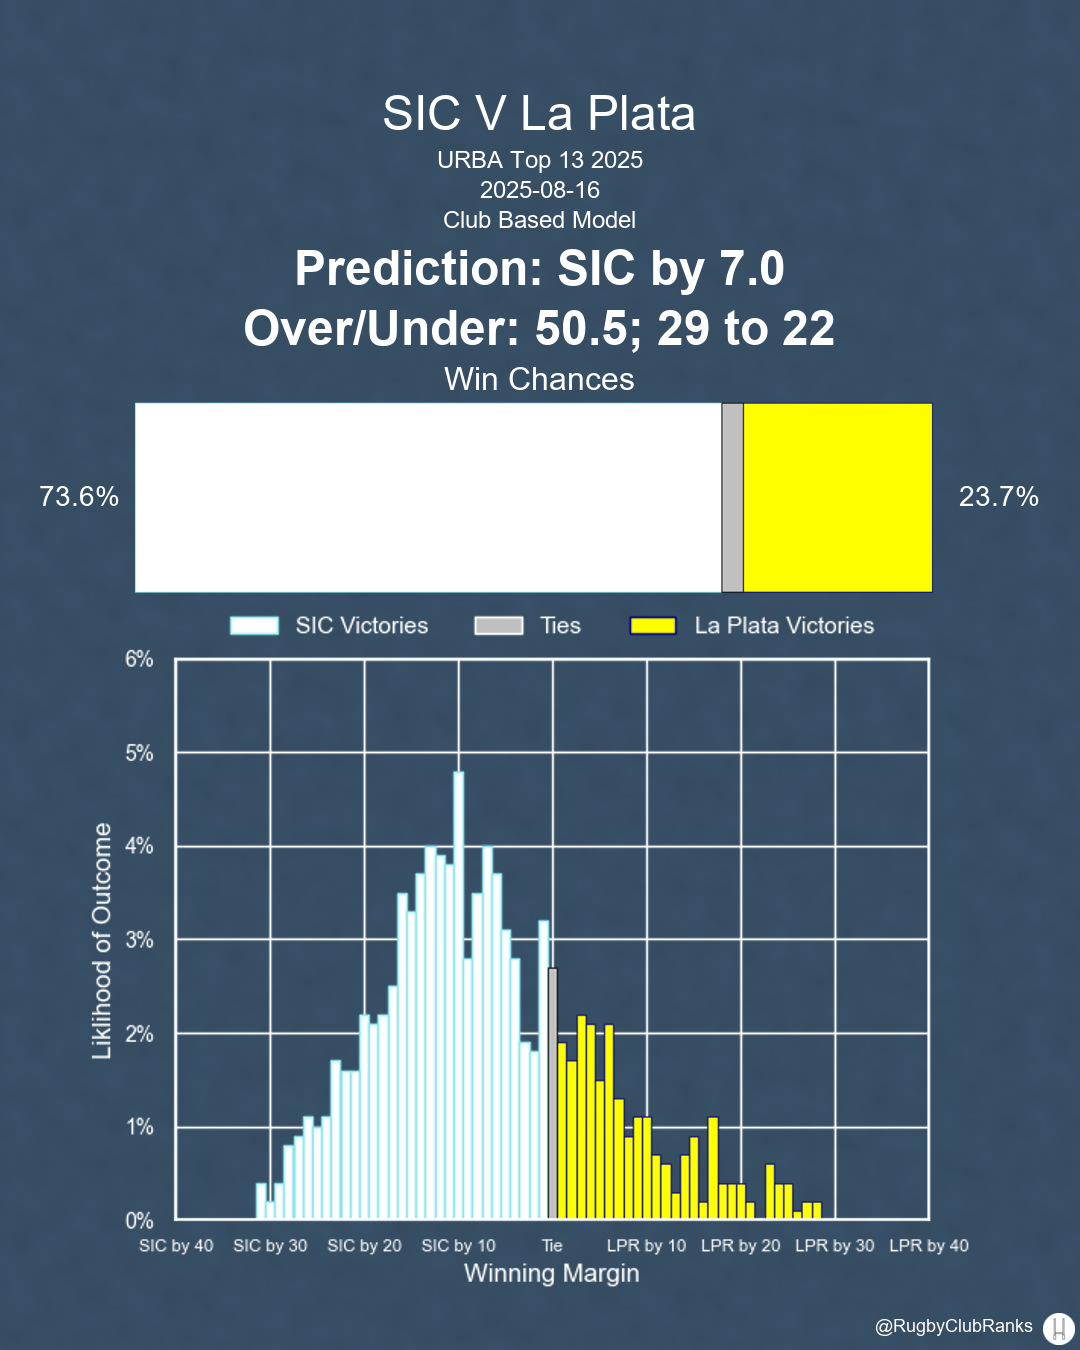 SIC V La Plata
URBA Top 13 2025
2025-08-16
Club Based Model
Prediction: SIC by 7.0
Over/Under: 50.5; 29 to 22
Win Chances
73.6%
23.7%
SIC Victories
Ties
La Plata Victories
6%
5%
4%
3%
2%
1%
0%
Liklihood of Outcome
SIC by 40
SIC by 30
SIC by 20
SIC by 10
Tie
LPR by 10
LPR by 20
LPR by 30
LPR by 40
Winning Margin
@RugbyClubRanks